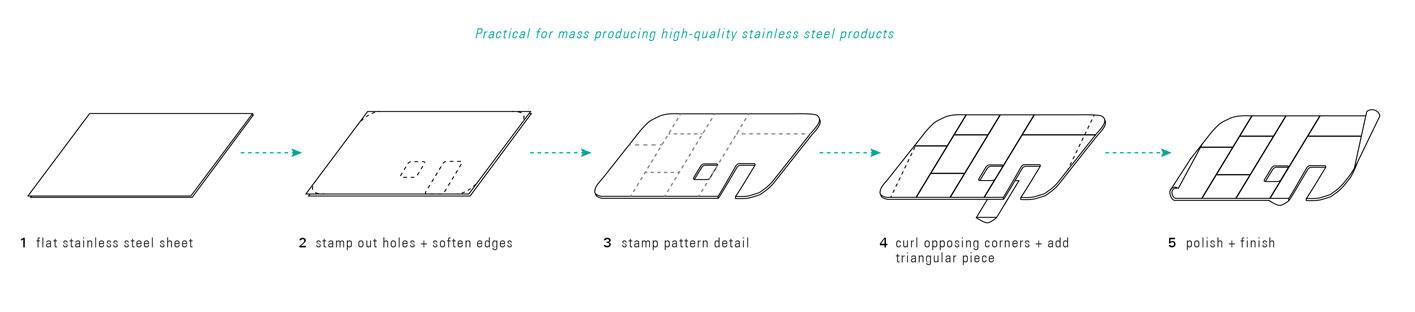 Practical for mass producing high-quality stainless steel products
1 flat stainless steel sheet
2 stamp out holes + soften edges
3 stamp pattern detail
4 curl opposing corners + add
triangular piece
5 polish + finish